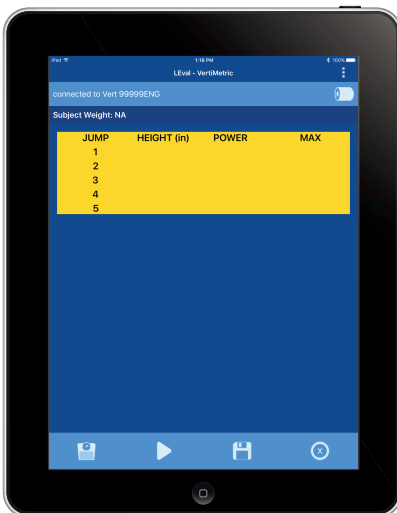 iPad 1:18 PM 100%
LEval - VertiMetric
connected to Vert 99999ENG
Subject Weight: NA
JUMP HEIGHT (in) POWER MAX
1
2
3
4
5
X